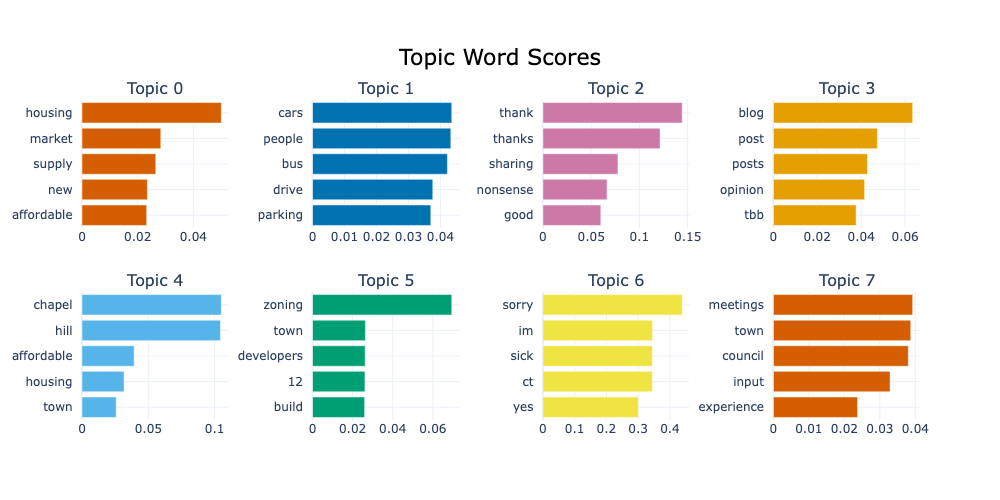 Topic Word Scores
Topic 0
housing
market
supply
new
affordable
0 0.02 0.04
Topic 1
cars
people
bus
drive
parking
0 0.01 0.02 0.03 0.04
Topic 2
thank
thanks
sharing
nonsense
good
0 0.05 0.1 0.15
Topic 3
blog
post
posts
opinion
tbb
0 0.02 0.04 0.06
Topic 4
chapel
hill
affordable
housing
town
0 0.05 0.1
Topic 5
zoning
town
developers
12
build
0 0.02 0.04 0.06
Topic 6
sorry
im
sick
ct
yes
0 0.1 0.2 0.3 0.4
Topic 7
meetings
town
council
input
experience
0 0.01 0.02 0.03 0.04